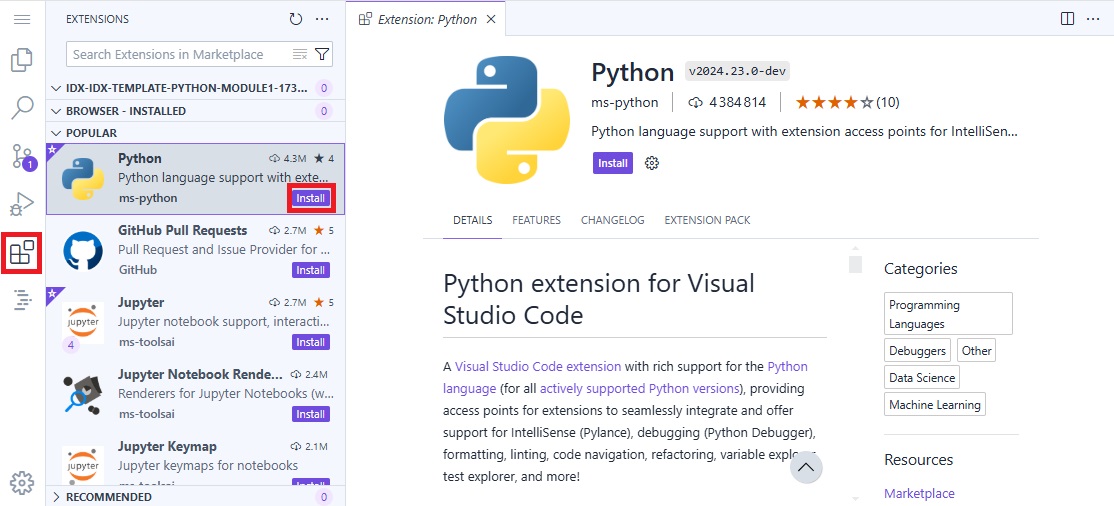 EXTENSIONS
Search Extensions in Marketplace
IDX-IDX-TEMPLATE-PYTHON-MODULE1-173... 0
BROWSER - INSTALLED 0
POPULAR
Python 4.3M ★ 4
Python language support with exte...
ms-python Install
GitHub Pull Requests 2.7M ★ 5
Pull Request and Issue Provider for ...
GitHub Install
Jupyter 2.7M ★ 5
Jupyter notebook support, interacti...
ms-toolsai Install
jupyter
4
Jupyter Notebook Rende... 2.4M
Renderers for Jupyter Notebooks (w...
ms-toolsai Install
Jupyter Keymap 2.1M
Jupyter keymaps for notebooks
jupyter
ms-toolsai Install
RECOMMENDED 0
1
Extension: Python
Python v2024.23.0-dev
ms-python 4 384 814 ★★★★☆ (10)
Python language support with extension access points for IntelliSen...
Install
DETAILS FEATURES CHANGELOG EXTENSION PACK
Python extension for Visual
Studio Code
A Visual Studio Code extension with rich support for the Python
language (for all actively supported Python versions), providing
access points for extensions to seamlessly integrate and offer
support for IntelliSense (Pylance), debugging (Python Debugger),
formatting, linting, code navigation, refactoring, variable explorer,
test explorer, and more!
Categories
Programming
Languages
Debuggers Other
Data Science
Machine Learning
Resources
Marketplace